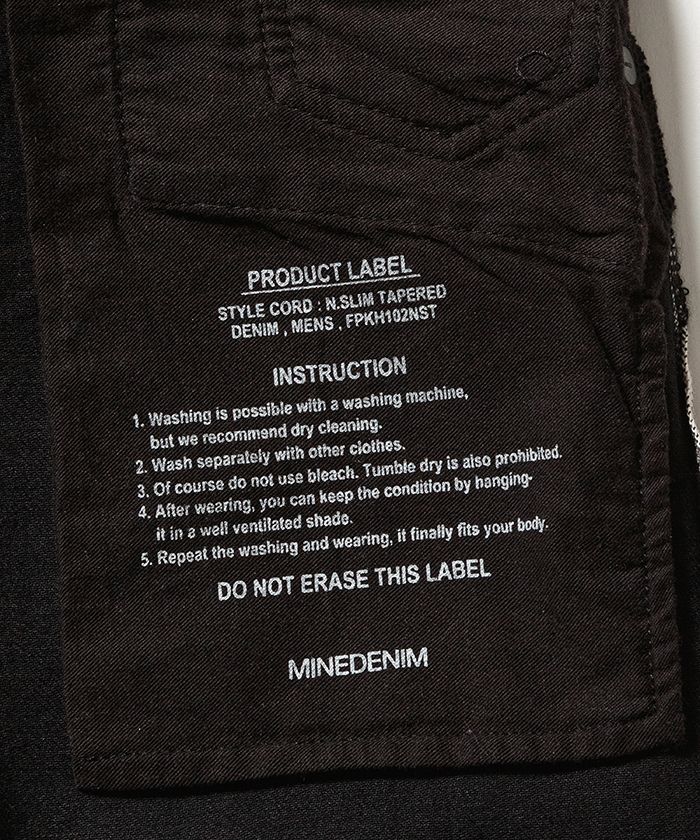 PRODUCT LABEL
STYLE CORD : N.SLIM TAPERED
DENIM , MENS , FPKH102NST
INSTRUCTION
1. Washing is possible with a washing machine,
but we recommend dry cleaning.
2. Wash separately with other clothes.
3. Of course do not use bleach. Tumble dry is also prohibited.
4. After wearing, you can keep the condition by hanging-
it in a well ventilated shade.
5. Repeat the washing and wearing, it finally fits your body.
DO NOT ERASE THIS LABEL
MINEDENIM